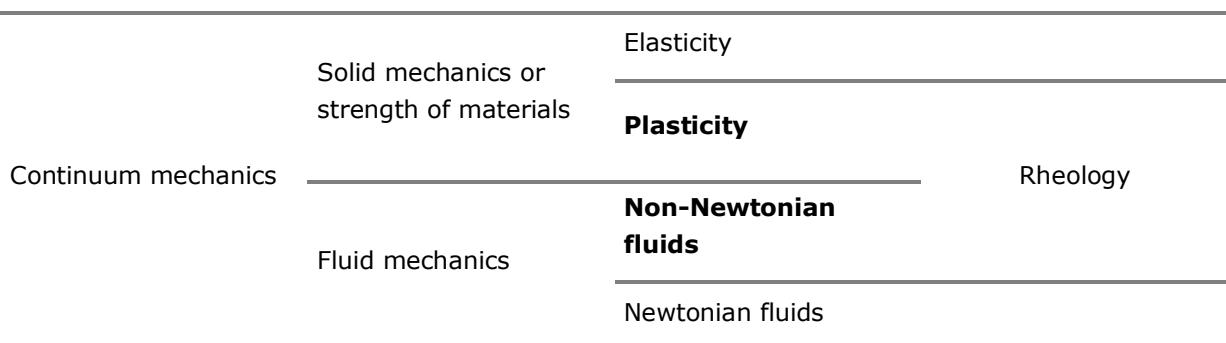 Elasticity
Solid mechanics or
strength of materials
Plasticity
Continuum mechanics
Rheology
Non-Newtonian
fluids
Fluid mechanics
Newtonian fluids